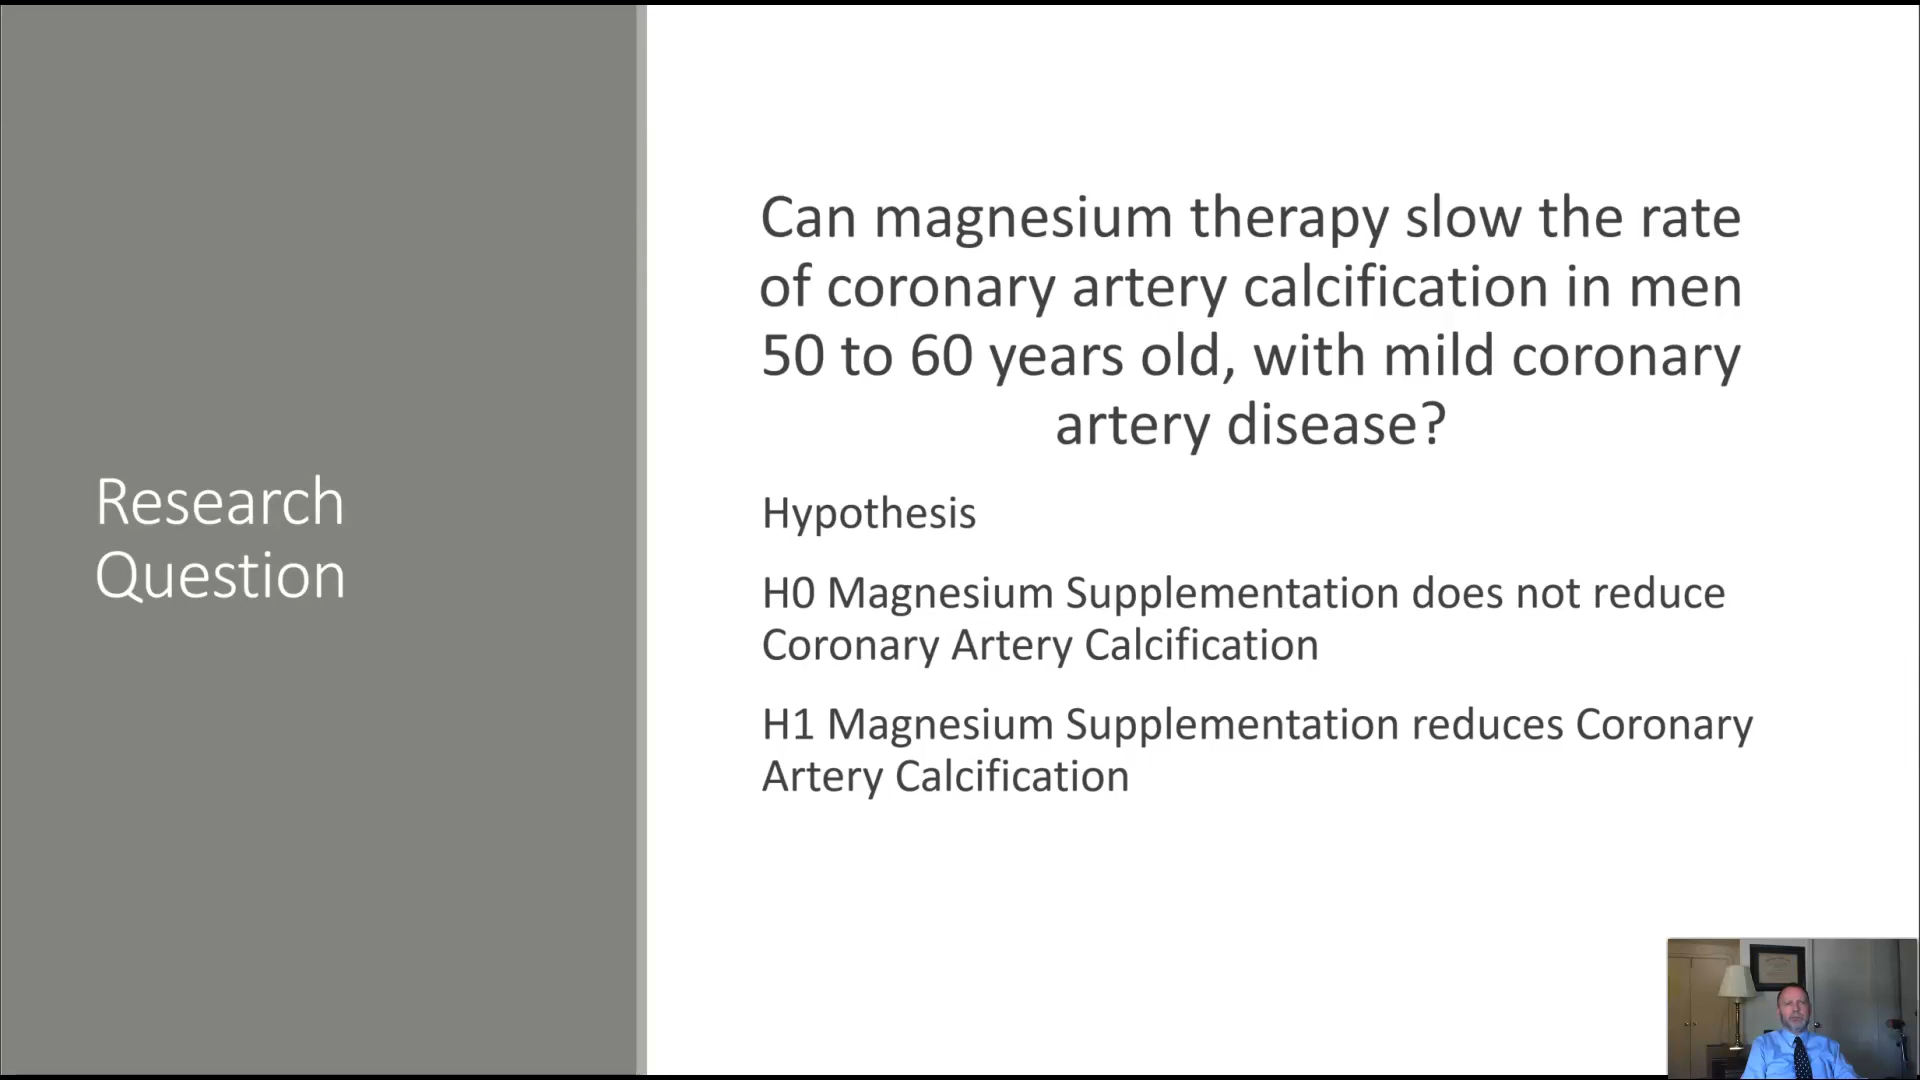 Research
Question
Can magnesium therapy slow the rate
of coronary artery calcification in men
50 to 60 years old, with mild coronary
artery disease?
Hypothesis
H0 Magnesium Supplementation does not reduce
Coronary Artery Calcification
H1 Magnesium Supplementation reduces Coronary
Artery Calcification